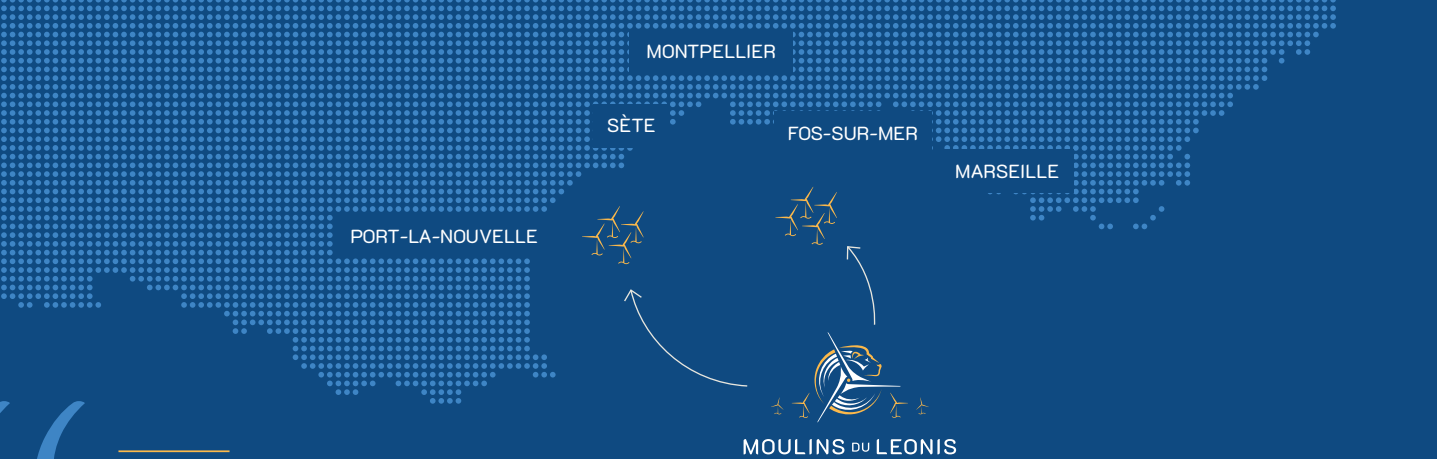 MONTPELLIER
SÈTE
FOS-SUR-MER
MARSEILLE
PORT-LA-NOUVELLE
MOULINS DU LEONIS